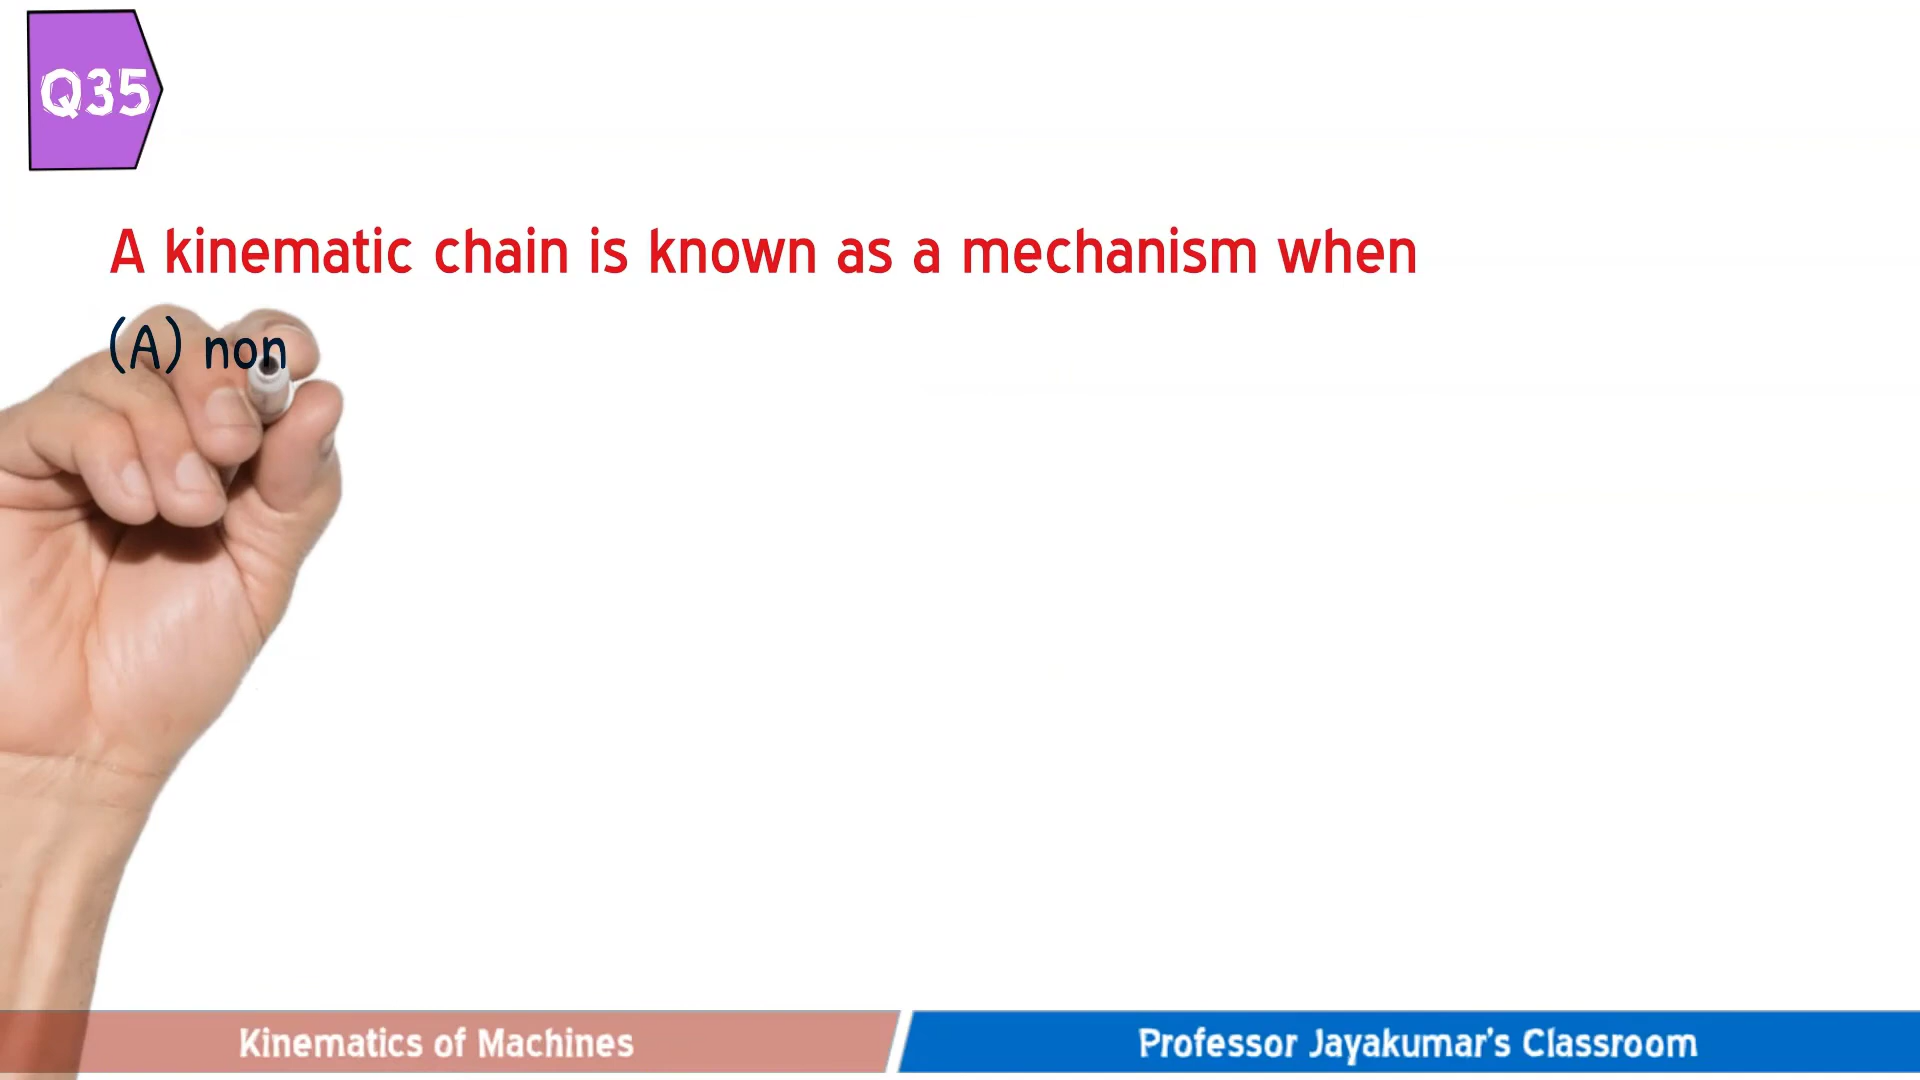 Q35
A kinematic chain is known as a mechanism when
(A) non
Kinematics of Machines
Professor Jayakumar's Classroom